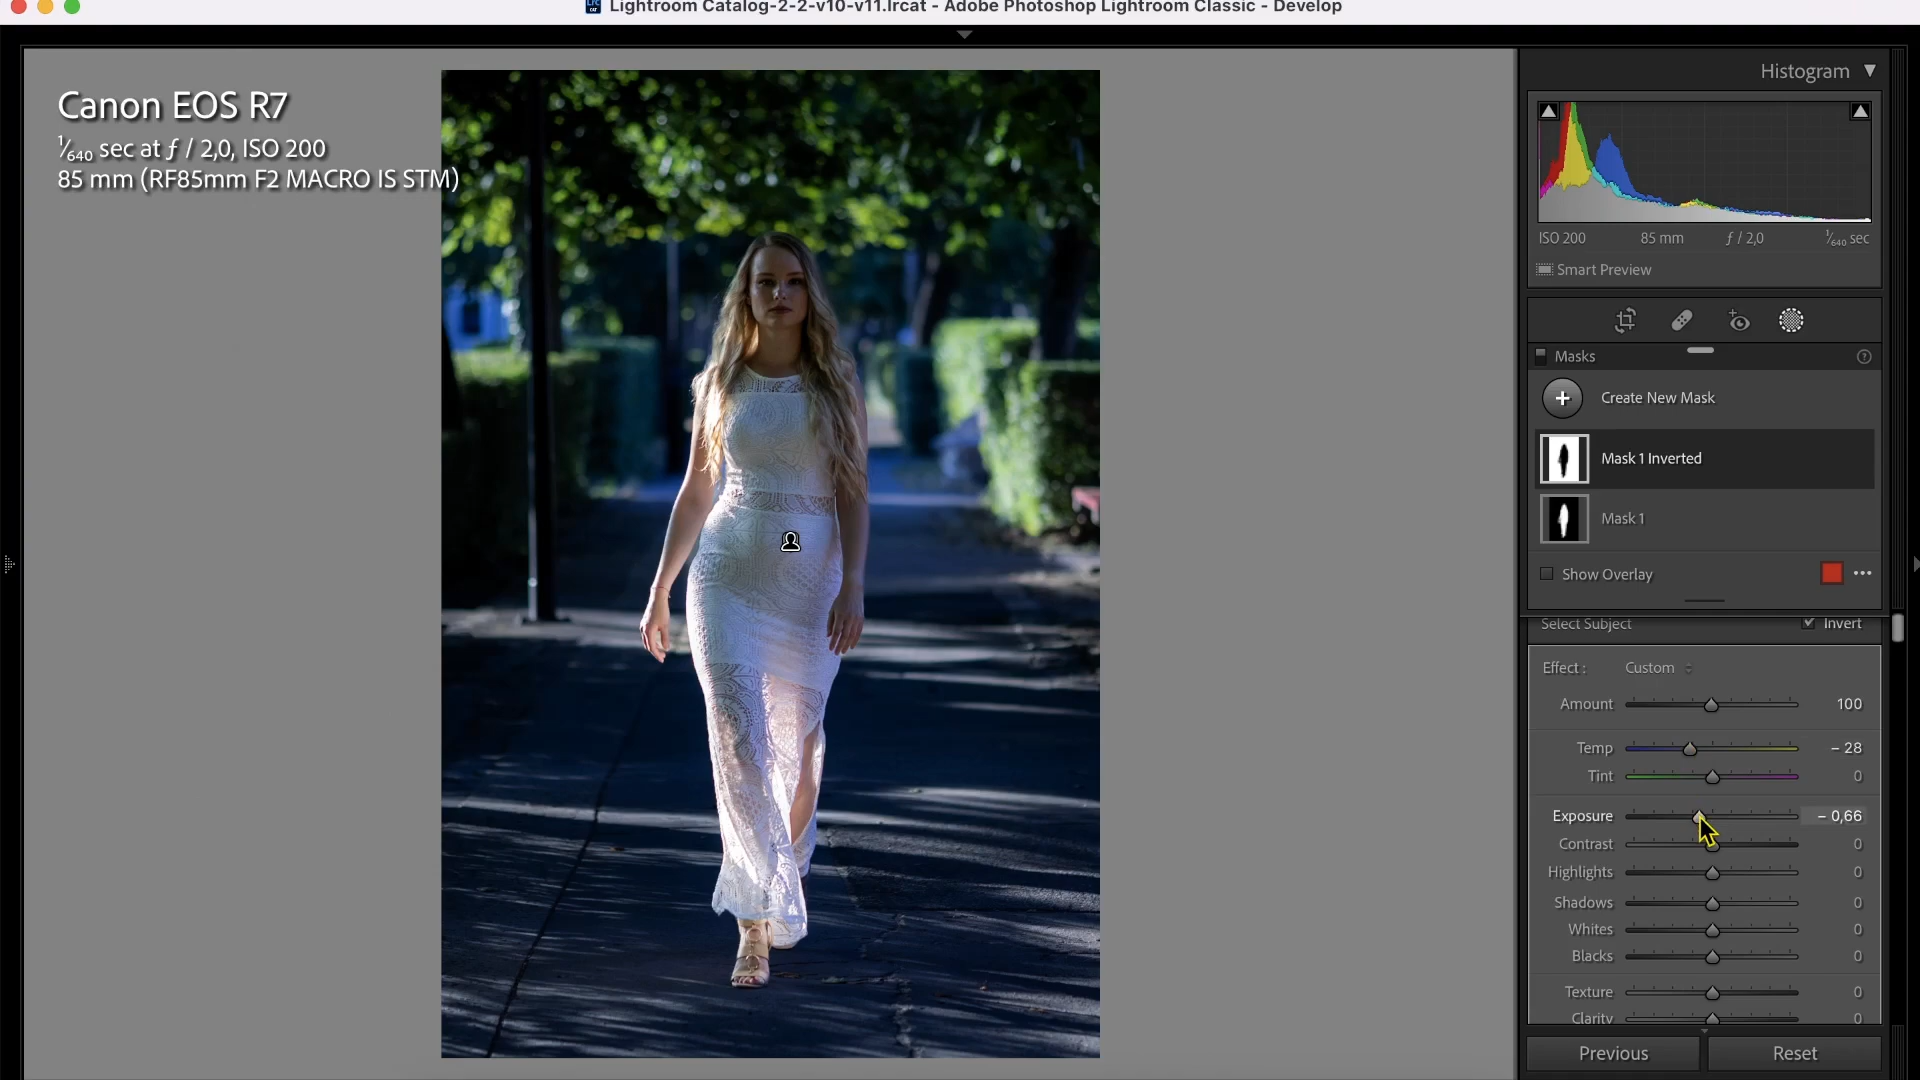 Lightroom Catalog-2-2-v10-v11.lrcat - Adobe Photoshop Lightroom Classic - Develop
Canon EOS R7
1/640 sec at ƒ / 2,0, ISO 200
85 mm (RF85mm F2 MACRO IS STM)
Histogram
ISO 200 85 mm ƒ / 2,0 1/640 sec
Smart Preview
Masks
Create New Mask
Mask 1 Inverted
Mask 1
Show Overlay
Select Subject Invert
Effect : Custom
Amount 100
Temp – 28
Tint 0
Exposure – 0,66
Contrast 0
Highlights 0
Shadows 0
Whites 0
Blacks 0
Texture 0
Clarity 0
Previous Reset